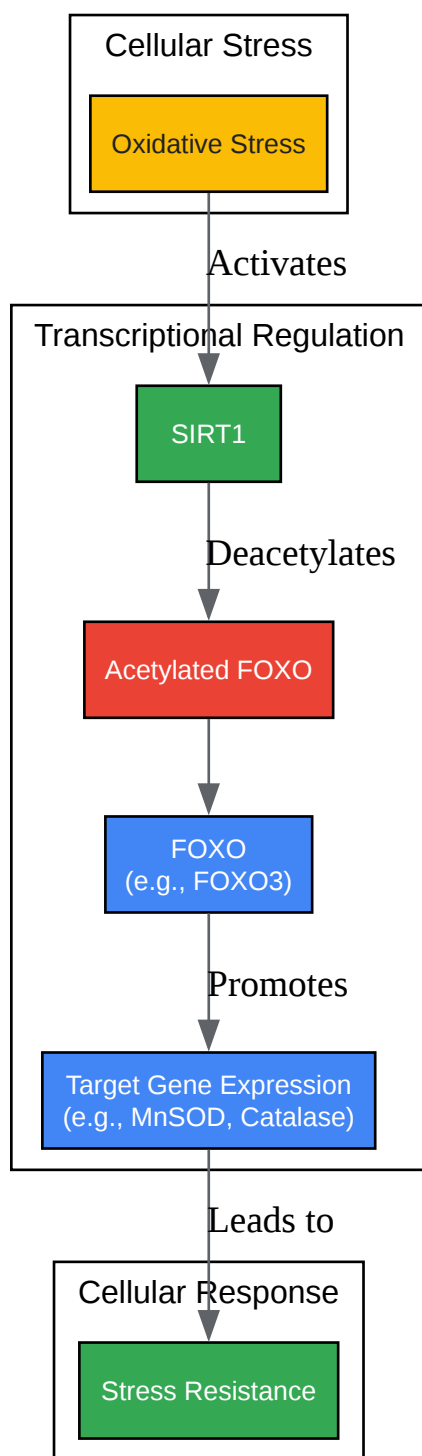 Cellular Stress
Oxidative Stress
Activates
Transcriptional Regulation
SIRT1
Deacetylates
Acetylated FOXO
FOXO
(e.g., FOXO3)
Promotes
Target Gene Expression
(e.g., MnSOD, Catalase)
Leads to
Cellular Response
Stress Resistance